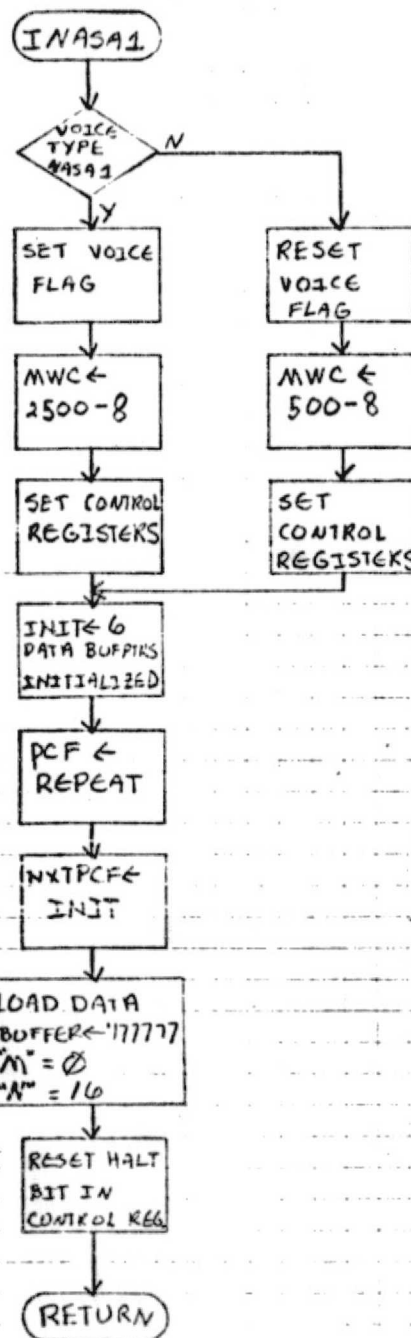 INASA1
VOICE
TYPE
NASA1
N
Y
SET VOICE
FLAG
RESET
VOICE
FLAG
MWC ←
2500-8
MWC ←
500-8
SET CONTROL
REGISTERS
SET
CONTROL
REGISTERS
INIT ← 6
DATA BUFPTRS
INITIALIZED
PCF ←
REPEAT
NXTPCF ←
INIT
LOAD DATA
BUFFER ← '177777
"M" = Ø
"N" = 16
RESET HALT
BIT IN
CONTROL REG
RETURN